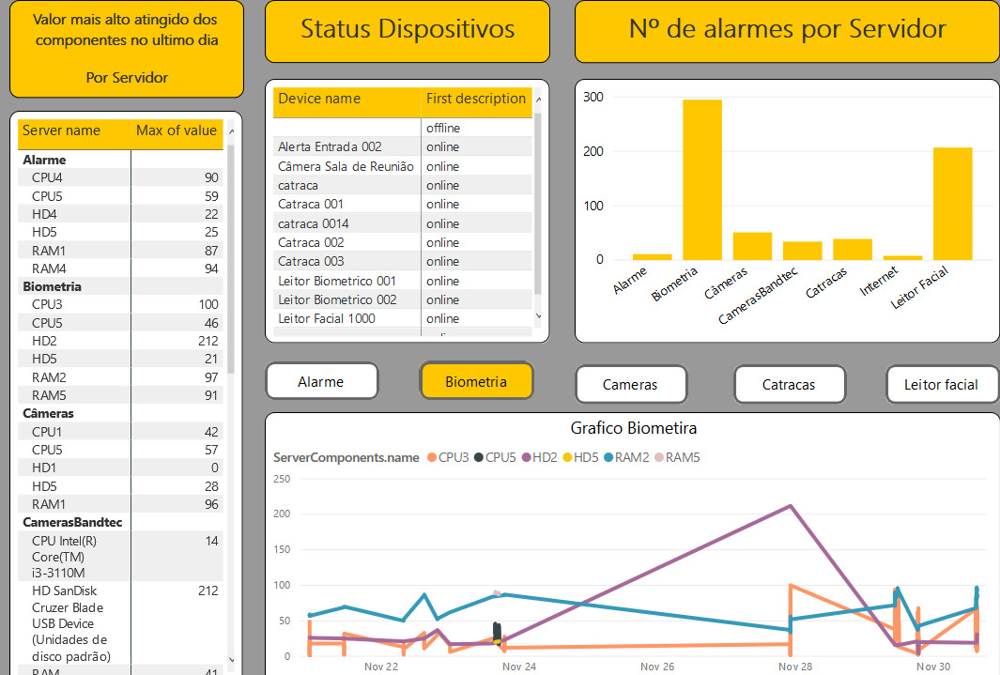 Valor mais alto atingido dos
componentes no ultimo dia
Por Servidor
Server name Max of value
Alarme
CPU4 90
CPU5 59
HD4 22
HD5 25
RAM1 87
RAM4 94
Biometria
CPU3 100
CPU5 46
HD2 212
HD5 21
RAM2 97
RAM5 91
Câmeras
CPU1 42
CPU5 57
HD1 0
HD5 28
RAM1 96
CamerasBandtec
CPU Intel(R) 14
Core(TM)
i3-3110M
HD SanDisk 212
Cruzer Blade
USB Device
(Unidades de
disco padrão)
RAM 41
Status Dispositivos
Device name First description
offline
Alerta Entrada 002 online
Câmera Sala de Reunião online
catraca online
Catraca 001 online
catraca 0014 online
Catraca 002 online
Catraca 003 online
Leitor Biometrico 001 online
Leitor Biometrico 002 online
Leitor Facial 1000 online
Nº de alarmes por Servidor
300
200
100
0
Alarme
Biometria
Câmeras
CamerasBandtec
Catracas
Internet
Leitor Facial
Alarme Biometria Cameras Catracas Leitor facial
Grafico Biometira
ServerComponents.name CPU3 CPU5 HD2 HD5 RAM2 RAM5
250
200
150
100
50
0
Nov 22 Nov 24 Nov 26 Nov 28 Nov 30